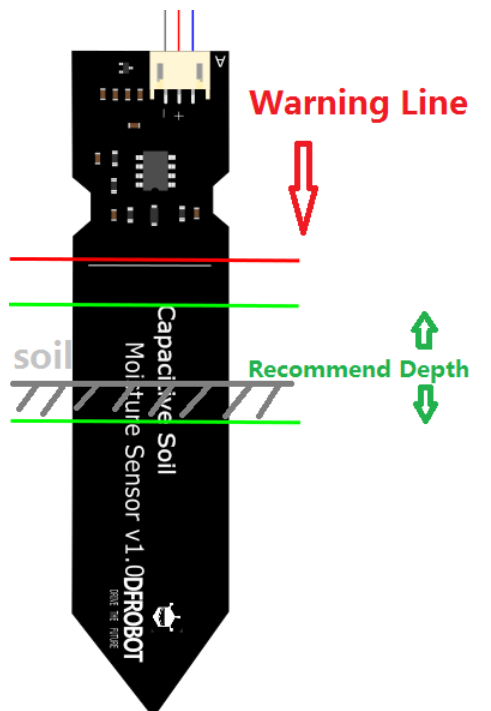 A
- +
Warning Line
soil
Recommend Depth
Capacitive Soil
Moisture Sensor v1.0
DFROBOT
DRIVE THE FUTURE